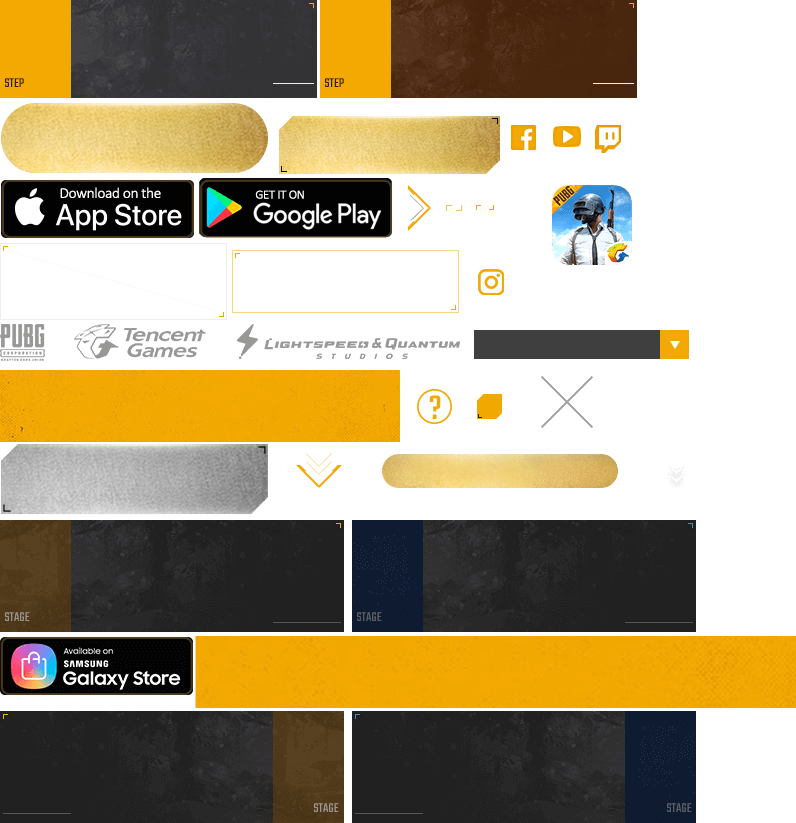 STEP
STEP
Download on the
App Store
GET IT ON
Google Play
PUBG
PUBG
CORPORATION
Tencent
Games
LIGHTSPEED & QUANTUM
STUDIOS
?
STAGE
STAGE
Available on
SAMSUNG
Galaxy Store
STAGE
STAGE